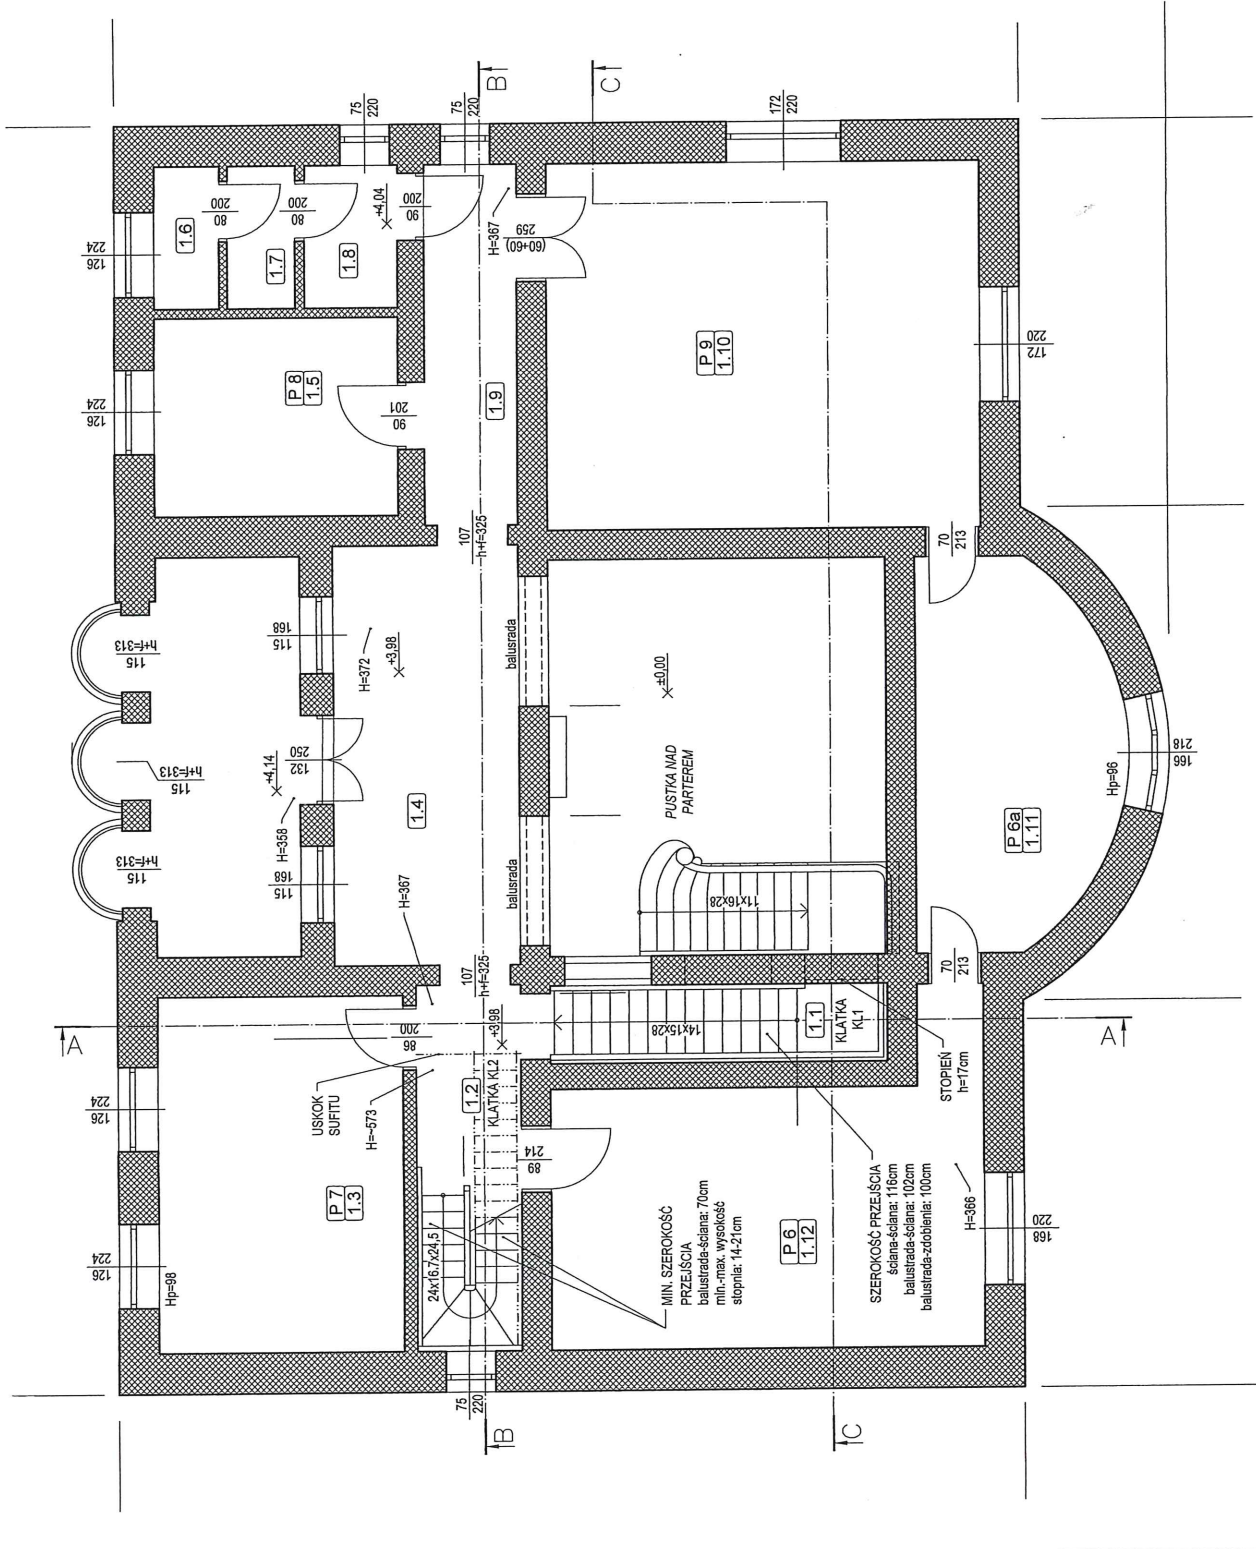 75
220
75
220
B
C
172
220
224
126
1.6
200
80
1.7
200
80
1.8
+4,04
200
90
H=367
259
(60+60)
224
126
P 8
1.5
201
90
1.9
P 9
1.10
220
172
107
h+f=325
70
213
h+f=313
115
168
115
H=372
+3,98
balusrada
±0,00
h+f=313
115
+4,14
250
132
H=358
1.4
PUSTKA NAD
PARTEREM
Hp=96
218
166
P 6a
1.11
h+f=313
115
168
115
H=367
balusrada
11x16x28
107
h+f=325
70
213
A
200
86
+3,98
14x15x28
1.1
KLATKA
KL1
A
224
126
USKOK
SUFITU
H=~573
1.2
KLATKA KL2
STOPIEŃ
h=17cm
214
89
P 7
1.3
24x16.7x24,5
MIN. SZEROKOŚĆ
PRZEJŚCIA
balustrada-ściana: 70cm
min.-max. wysokość
stopnia: 14-21cm
P 6
1.12
SZEROKOŚĆ PRZEJŚCIA
ściana-ściana: 116cm
balustrada-ściana: 102cm
balustrada-zdobienia: 100cm
H=366
220
168
224
126
Hp=98
75
220
B
C